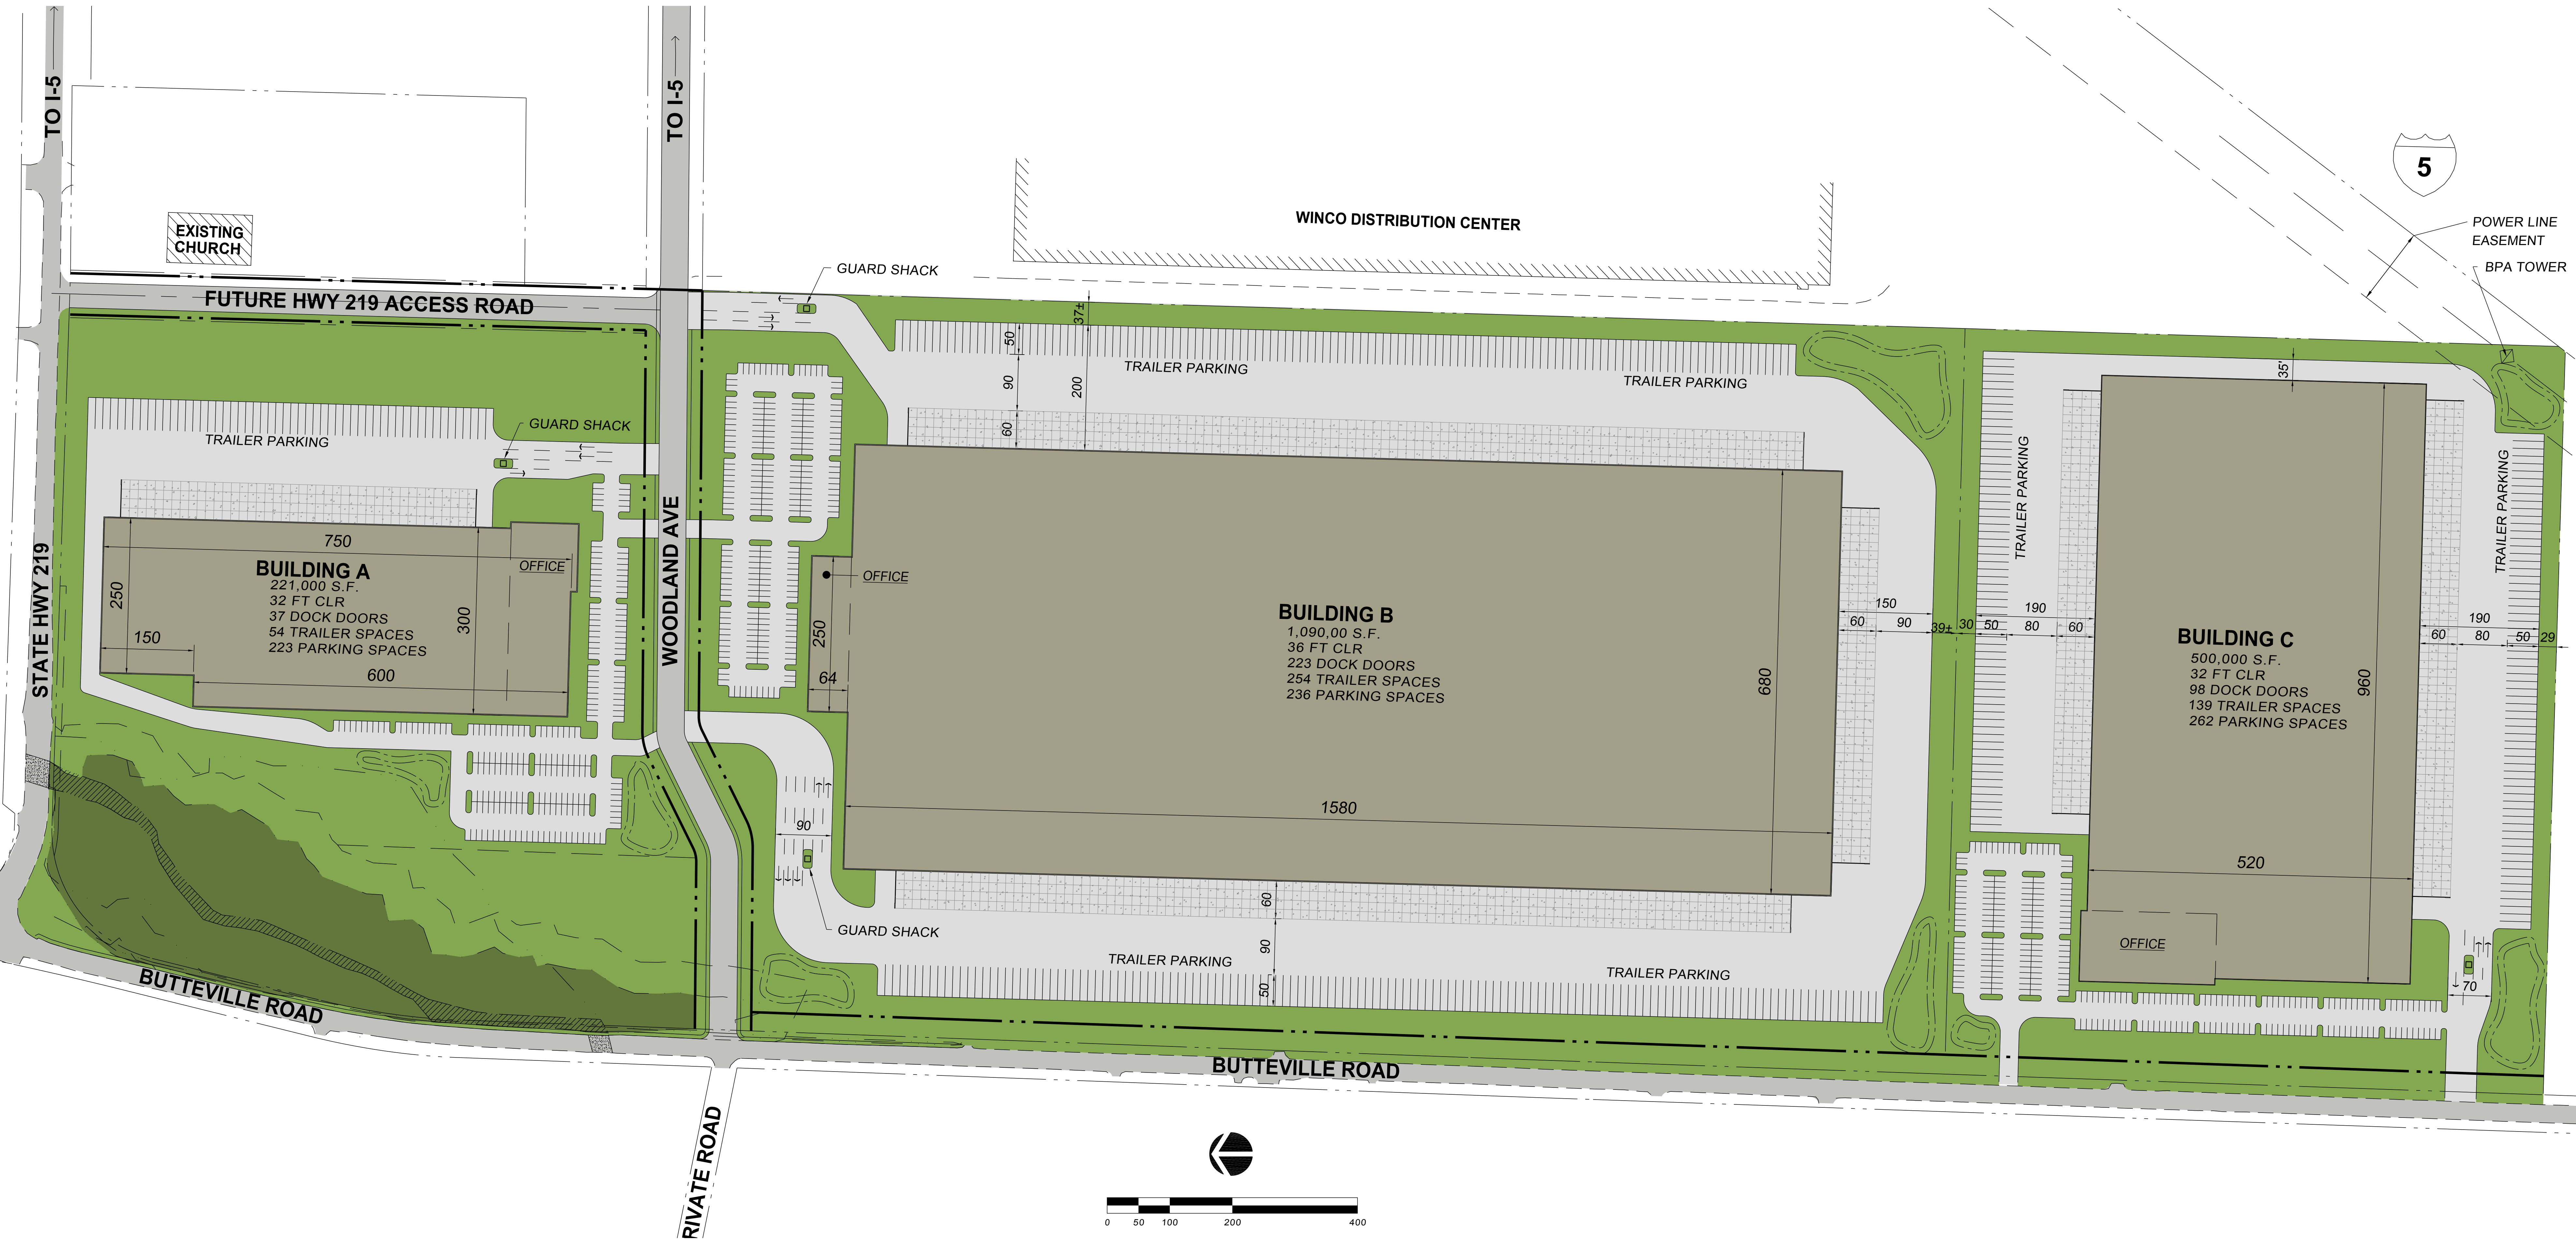 TO I-5
TO I-5
EXISTING
CHURCH
WINCO DISTRIBUTION CENTER
5
POWER LINE
EASEMENT
BPA TOWER
GUARD SHACK
FUTURE HWY 219 ACCESS ROAD
37±
50
90
200
60
TRAILER PARKING
TRAILER PARKING
35'
GUARD SHACK
TRAILER PARKING
TRAILER PARKING
TRAILER PARKING
STATE HWY 219
WOODLAND AVE
750
OFFICE
BUILDING A
221,000 S.F.
32 FT CLR
37 DOCK DOORS
54 TRAILER SPACES
223 PARKING SPACES
250
300
150
600
OFFICE
250
64
BUILDING B
1,090,00 S.F.
36 FT CLR
223 DOCK DOORS
254 TRAILER SPACES
236 PARKING SPACES
680
1580
150
60
90
39±
30
50
190
80
60
BUILDING C
500,000 S.F.
32 FT CLR
98 DOCK DOORS
139 TRAILER SPACES
262 PARKING SPACES
960
190
60
80
50
29
520
OFFICE
70
90
GUARD SHACK
60
90
50
TRAILER PARKING
TRAILER PARKING
BUTTEVILLE ROAD
BUTTEVILLE ROAD
RIVATE ROAD
0 50 100 200 400